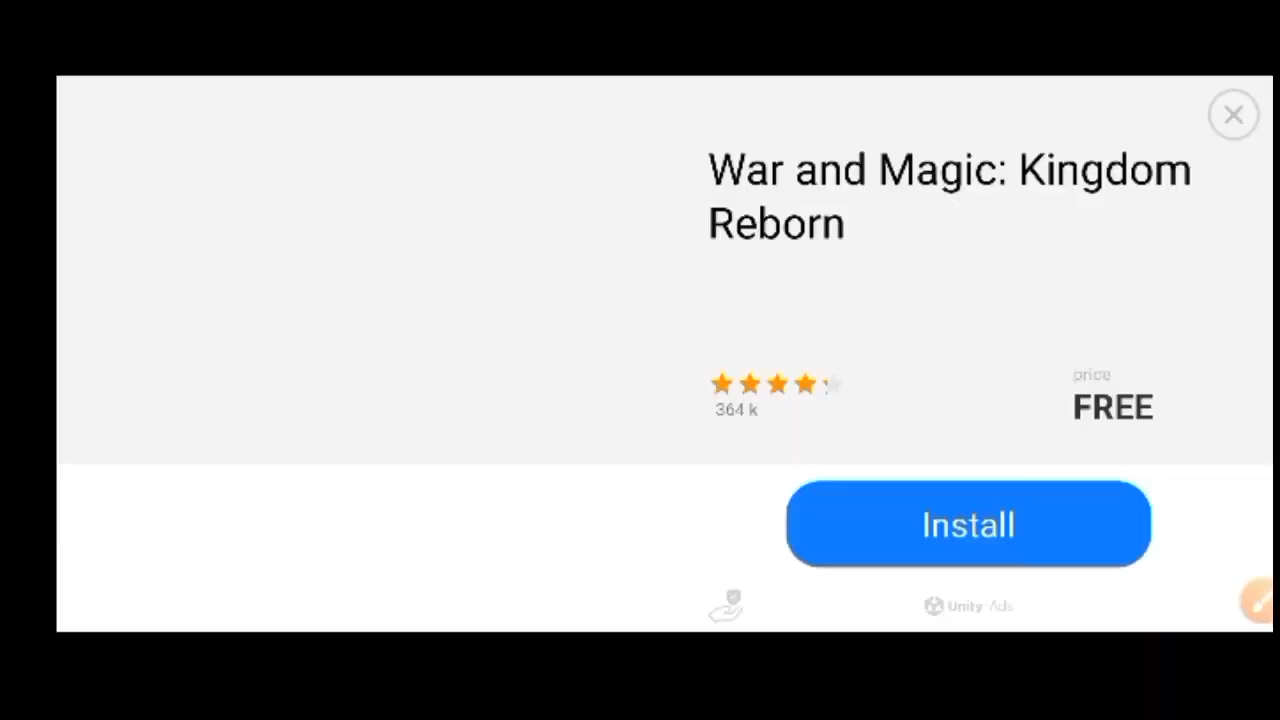 War and Magic: Kingdom
Reborn
364 k
price
FREE
Install
Unity Ads